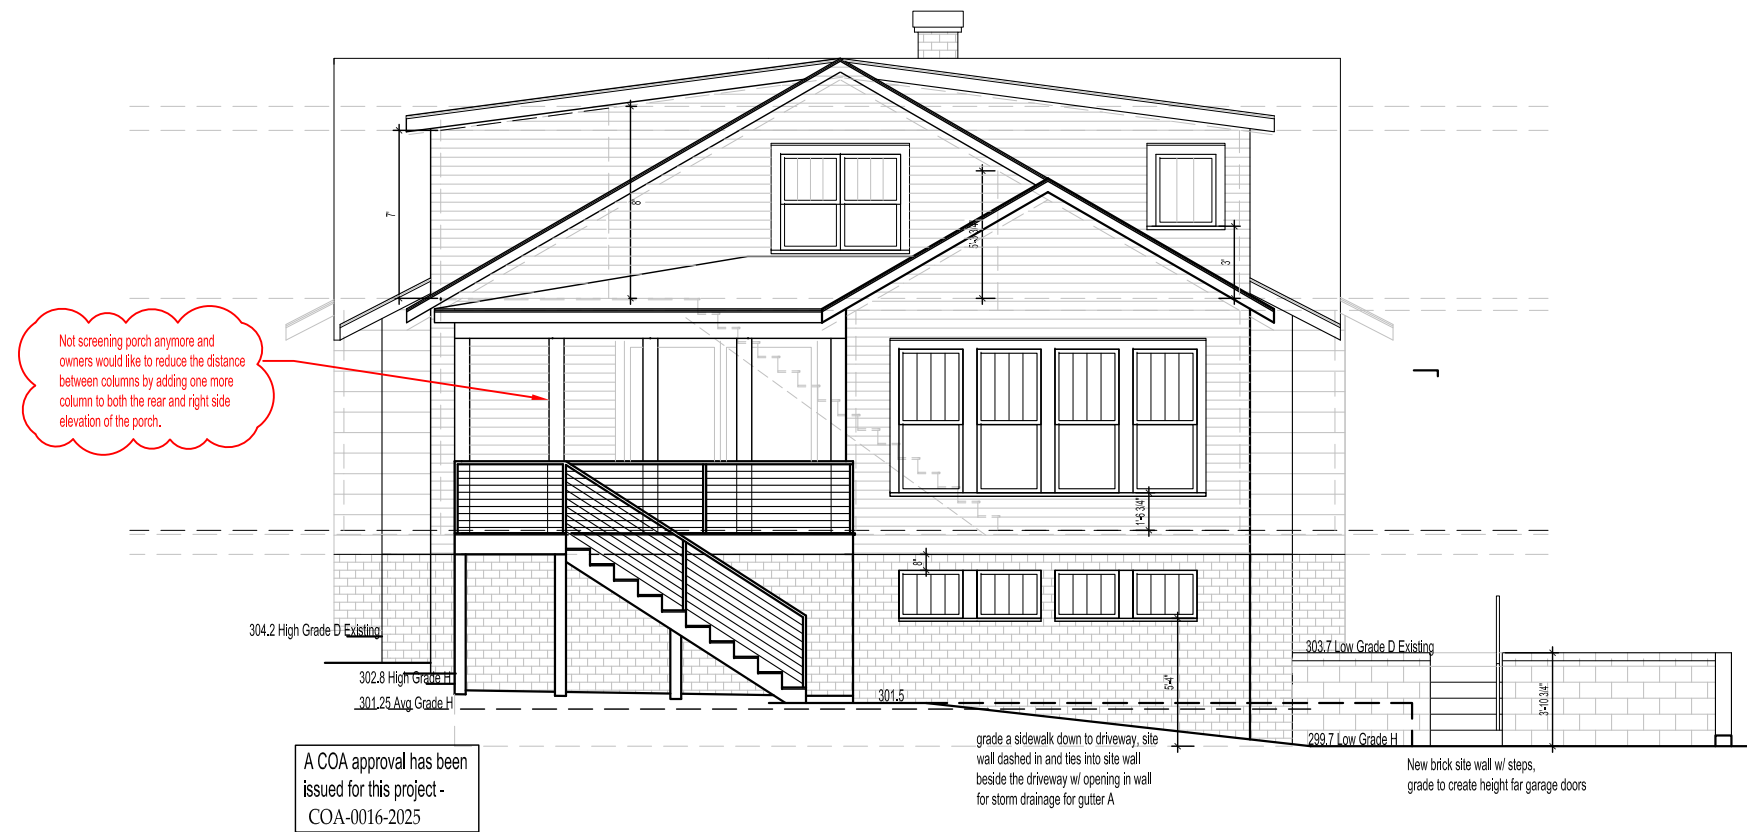 7'
8'
5'-3 3/4"
3'
Not screening porch anymore and
owners would like to reduce the distance
between columns by adding one more
column to both the rear and right side
elevation of the porch.
1'-6 3/4"
8"
304.2 High Grade D Existing
303.7 Low Grade D Existing
302.8 High Grade H
301.25 Avg Grade H
301.5
5'-4"
3'-10 3/4"
299.7 Low Grade H
grade a sidewalk down to driveway, site
wall dashed in and ties into site wall
beside the driveway w/ opening in wall
for storm drainage for gutter A
New brick site wall w/ steps,
grade to create height far garage doors
A COA approval has been
issued for this project -
COA-0016-2025